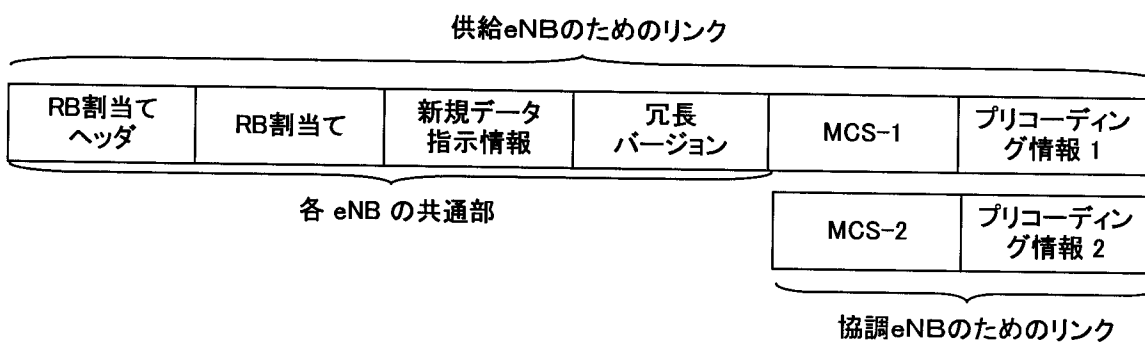 供給eNBのためのリンク
RB割当て
ヘッダ
RB割当て
新規データ
指示情報
冗長
バージョン
MCS-1
プリコーディン
グ情報 1
各 eNB の共通部
MCS-2
プリコーディン
グ情報 2
協調eNBのためのリンク